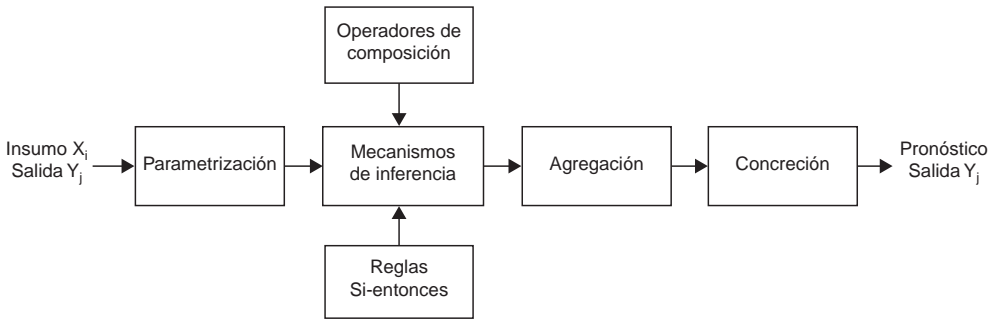 Operadores de
composición
Insumo Xi
Salida Yj
Parametrización
Mecanismos
de inferencia
Agregación
Concreción
Pronóstico
Salida Yj
Reglas
Si-entonces